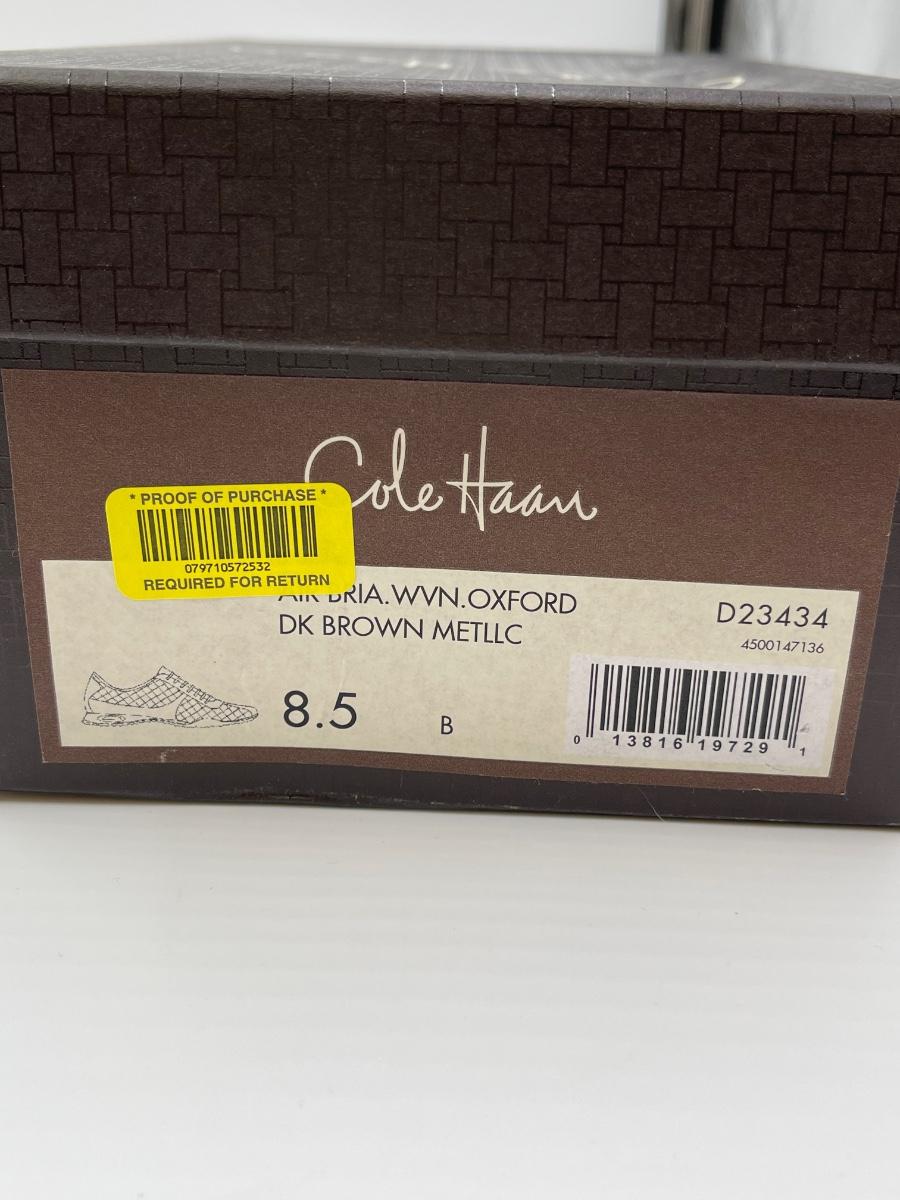 Cole Haan
* PROOF OF PURCHASE *
079710572532
REQUIRED FOR RETURN
AIR BRIA.WVN.OXFORD
DK BROWN METLLC
D23434
4500147136
8.5
B
0 13816 19729 1